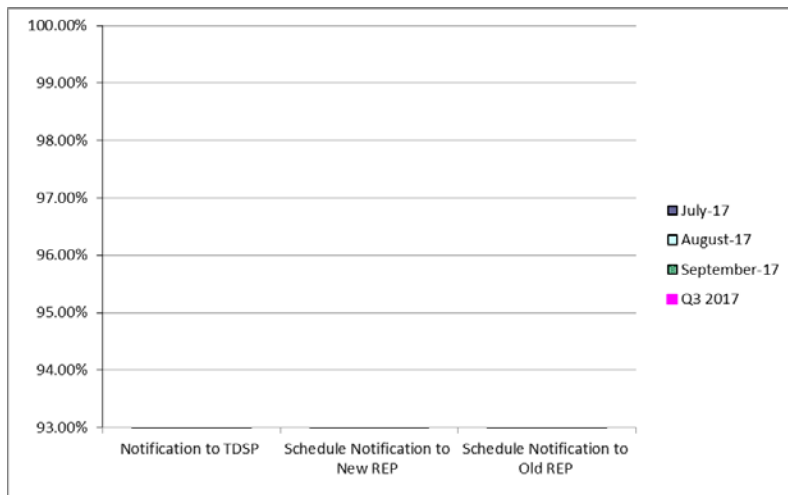 100.00%
99.00%
98.00%
97.00%
96.00%
95.00%
94.00%
93.00%
Notification to TDSP
Schedule Notification to
New REP
Schedule Notification to
Old REP
July-17
August-17
September-17
Q3 2017